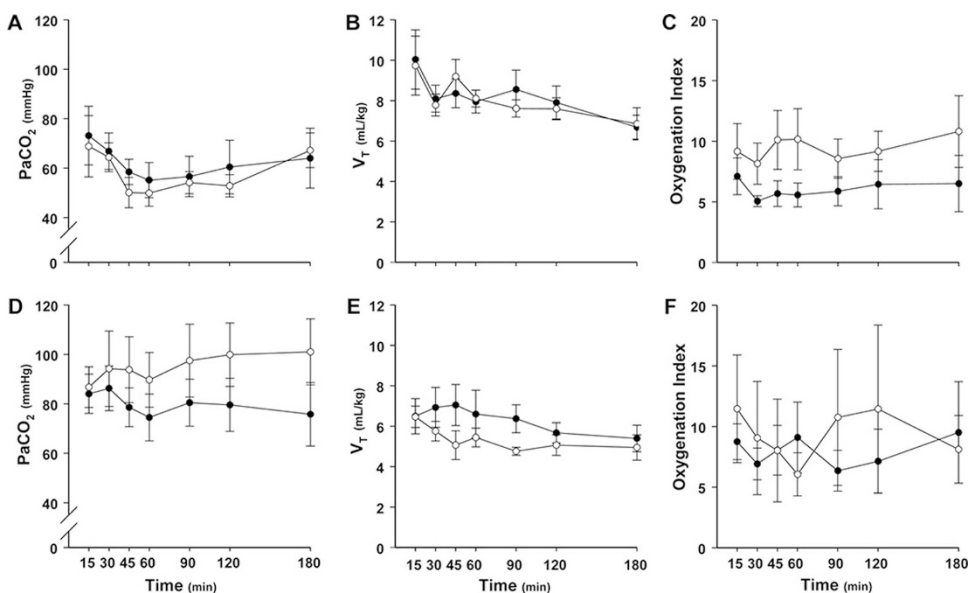 A
PaCO2 (mmHg)
120
100
80
60
40
0
B
VT (mL/kg)
12
10
8
6
4
2
0
C
Oxygenation Index
20
15
10
5
0
D
PaCO2 (mmHg)
120
100
80
60
40
0
15 30 45 60 90 120 180
Time (min)
E
VT (mL/kg)
12
10
8
6
4
2
0
15 30 45 60 90 120 180
Time (min)
F
Oxygenation Index
20
15
10
5
0
15 30 45 60 90 120 180
Time (min)